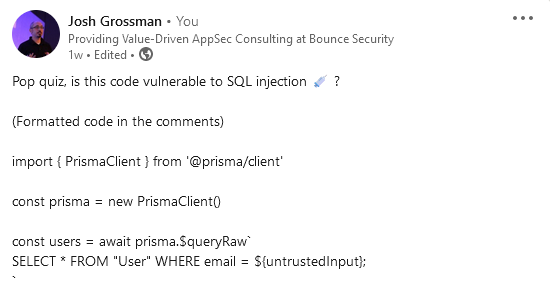 Josh Grossman • You
Providing Value-Driven AppSec Consulting at Bounce Security
1w • Edited •
Pop quiz, is this code vulnerable to SQL injection 💉 ?
(Formatted code in the comments)
import { PrismaClient } from '@prisma/client'
const prisma = new PrismaClient()
const users = await prisma.$queryRaw`
SELECT * FROM "User" WHERE email = ${untrustedInput};
`